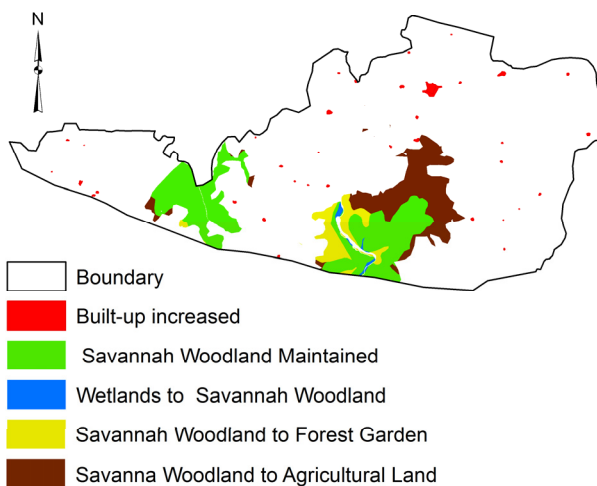 N
Boundary
Built-up increased
Savannah Woodland Maintained
Wetlands to Savannah Woodland
Savannah Woodland to Forest Garden
Savanna Woodland to Agricultural Land